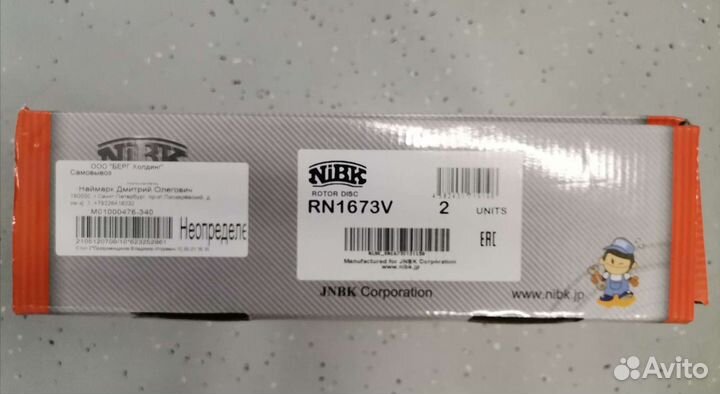 NiBK
ООО "БЕРГ Холдинг"
Самовывоз
Наймарк Дмитрий Олегович
M01000476-340
Неопределе
NiBK
ROTOR DISC
RN1673V 2 UNITS
EAC
Manufactured for JNBK Corporation
www.nibk.jp
JNBK Corporation
www.nibk.jp
Avito